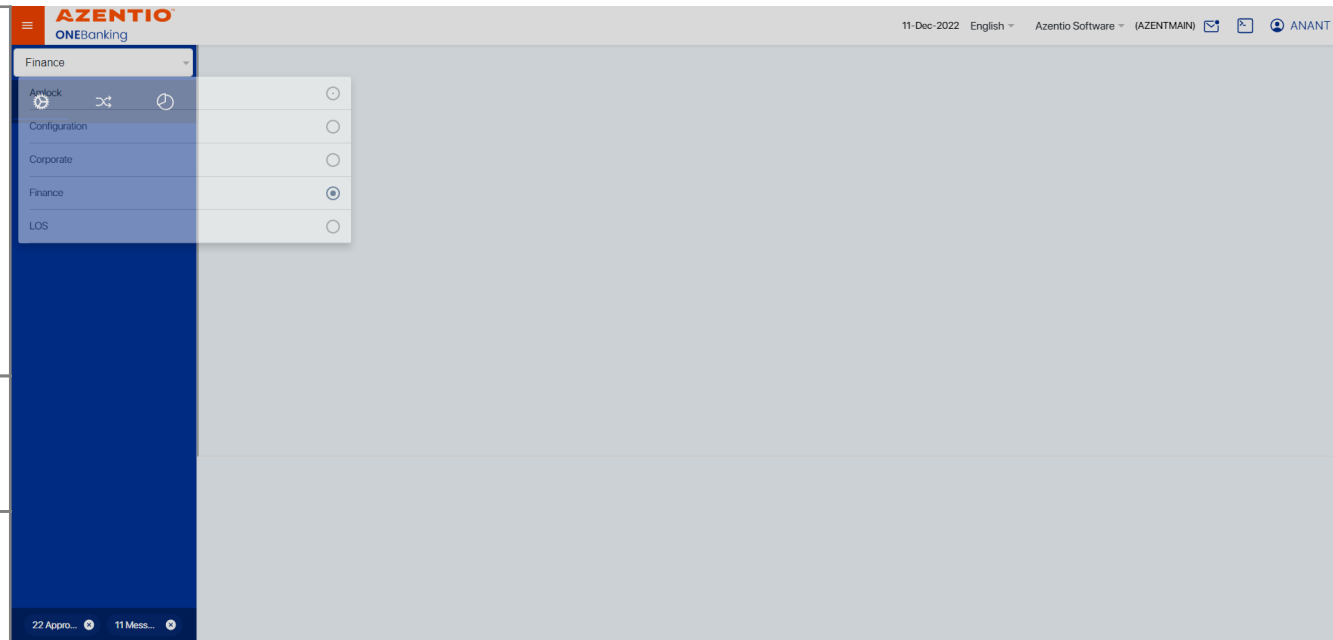 AZENTIO™
ONEBanking
11-Dec-2022 English Azentio Software (AZENTMAIN) ANANT
Finance
Amlock
Configuration
Corporate
Finance
LOS
22 Appro... 11 Mess...